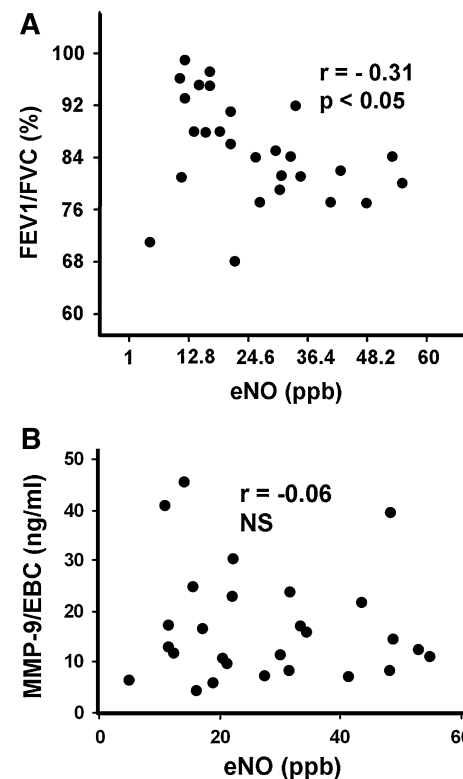 A
FEV1/FVC (%)
100
92
84
76
68
60
r = - 0.31
p < 0.05
1 12.8 24.6 36.4 48.2 60
eNO (ppb)
B
MMP-9/EBC (ng/ml)
50
40
30
20
10
0
r = -0.06
NS
0 20 40 60
eNO (ppb)